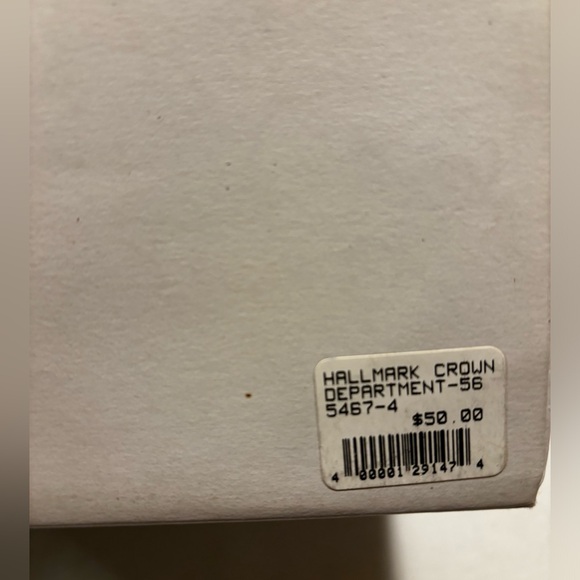 HALLMARK CROWN
DEPARTMENT-56
5467-4
$50.00
4 00001 29147 4